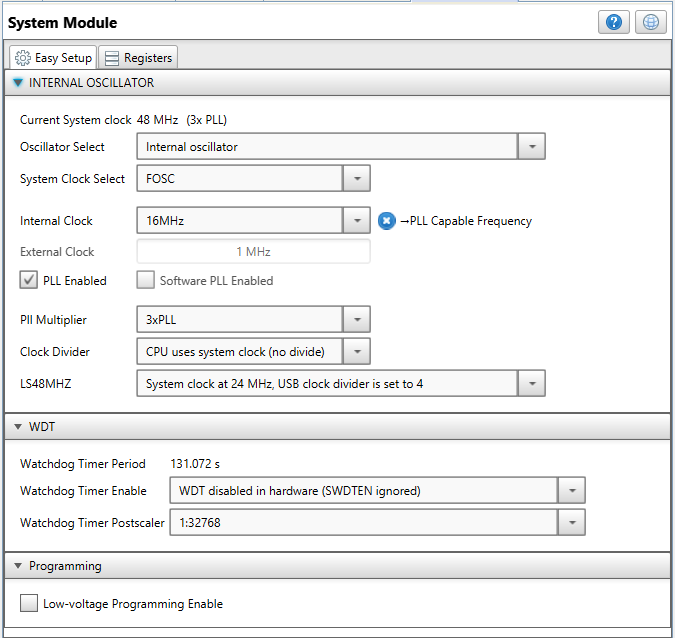 System Module
Easy Setup Registers
INTERNAL OSCILLATOR
Current System clock 48 MHz (3x PLL)
Oscillator Select Internal oscillator
System Clock Select FOSC
Internal Clock 16MHz →PLL Capable Frequency
External Clock 1 MHz
PLL Enabled Software PLL Enabled
Pll Multiplier 3xPLL
Clock Divider CPU uses system clock (no divide)
LS48MHZ System clock at 24 MHz, USB clock divider is set to 4
WDT
Watchdog Timer Period 131.072 s
Watchdog Timer Enable WDT disabled in hardware (SWDTEN ignored)
Watchdog Timer Postscaler 1:32768
Programming
Low-voltage Programming Enable